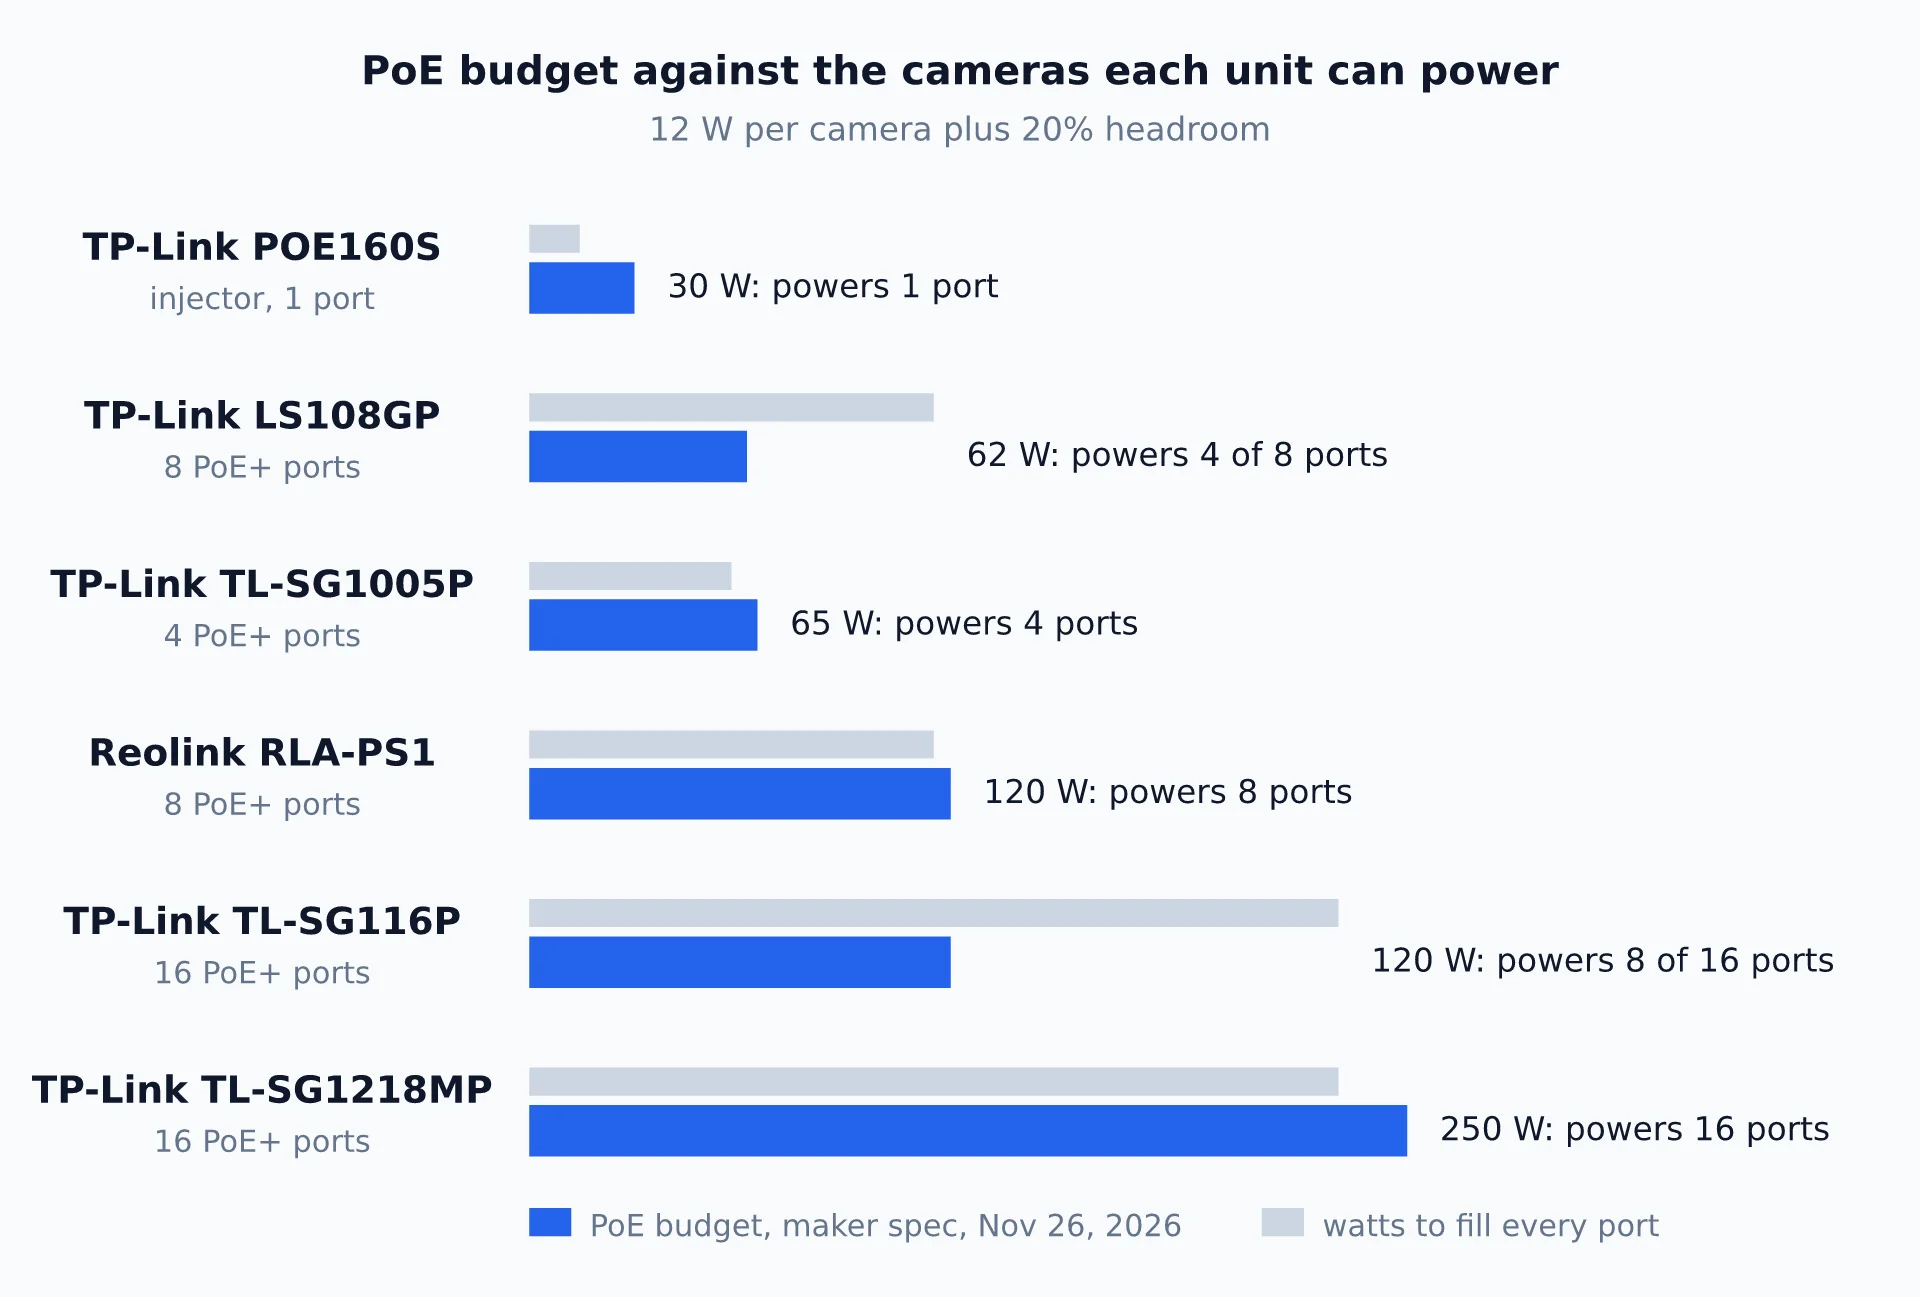 PoE budget against the cameras each unit can power
12 W per camera plus 20% headroom
TP-Link POE160S
injector, 1 port
30 W: powers 1 port
TP-Link LS108GP
8 PoE+ ports
62 W: powers 4 of 8 ports
TP-Link TL-SG1005P
4 PoE+ ports
65 W: powers 4 ports
Reolink RLA-PS1
8 PoE+ ports
120 W: powers 8 ports
TP-Link TL-SG116P
16 PoE+ ports
120 W: powers 8 of 16 ports
TP-Link TL-SG1218MP
16 PoE+ ports
250 W: powers 16 ports
PoE budget, maker spec, Nov 26, 2026
watts to fill every port